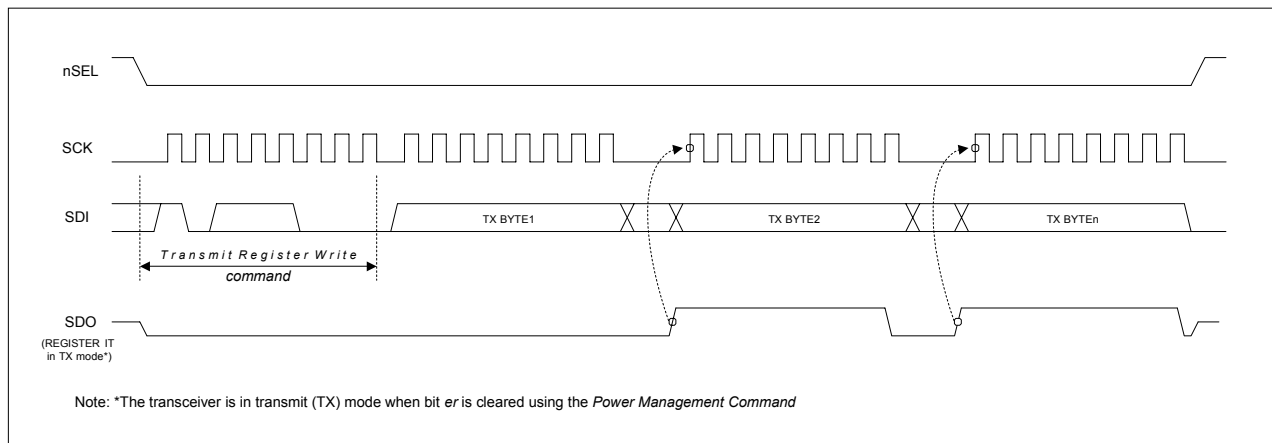 nSEL
SCK
SDI
TX BYTE1
TX BYTE2
TX BYTEn
Transmit Register Write
command
SDO
(REGISTER IT
in TX mode*)
Note: *The transceiver is in transmit (TX) mode when bit er is cleared using the Power Management Command